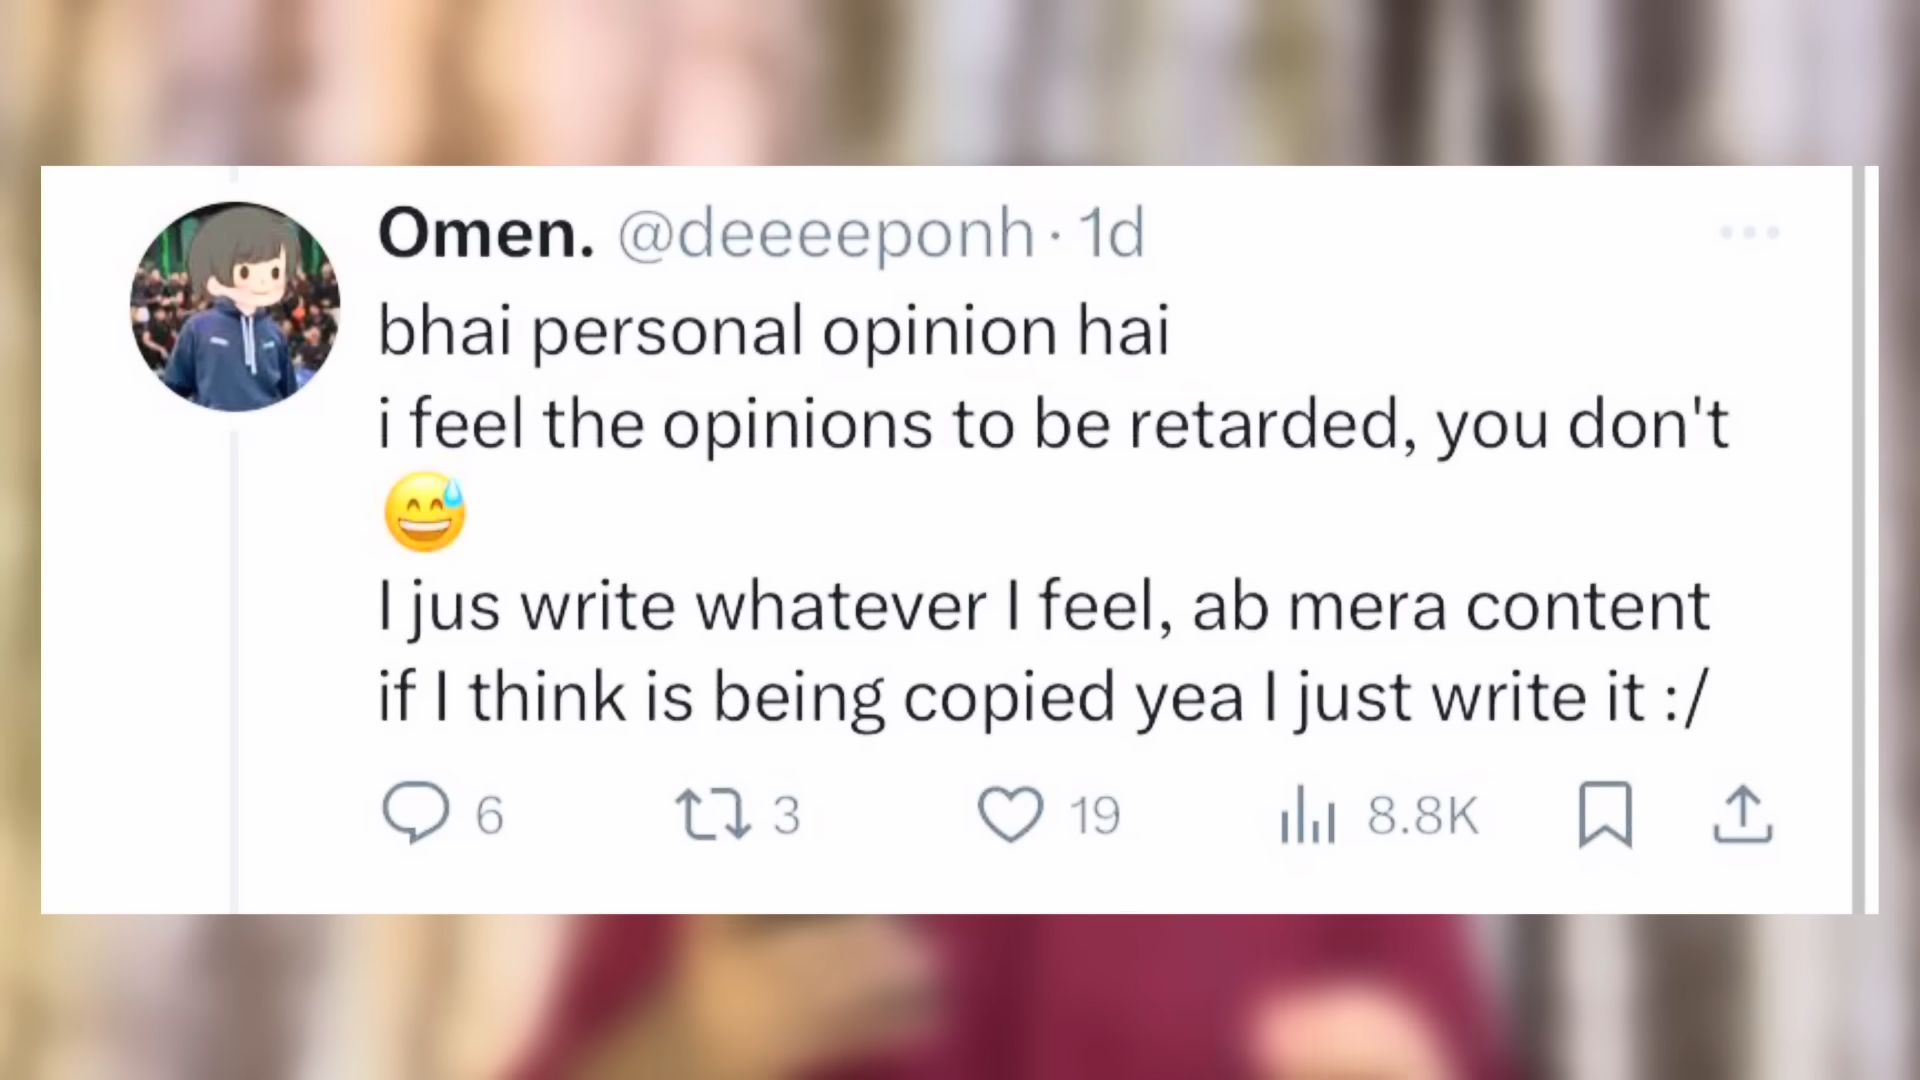 Omen. @deeeeponh · 1d
bhai personal opinion hai
i feel the opinions to be retarded, you don't
😅
I jus write whatever I feel, ab mera content
if I think is being copied yea I just write it :/
6 3 19 8.8K